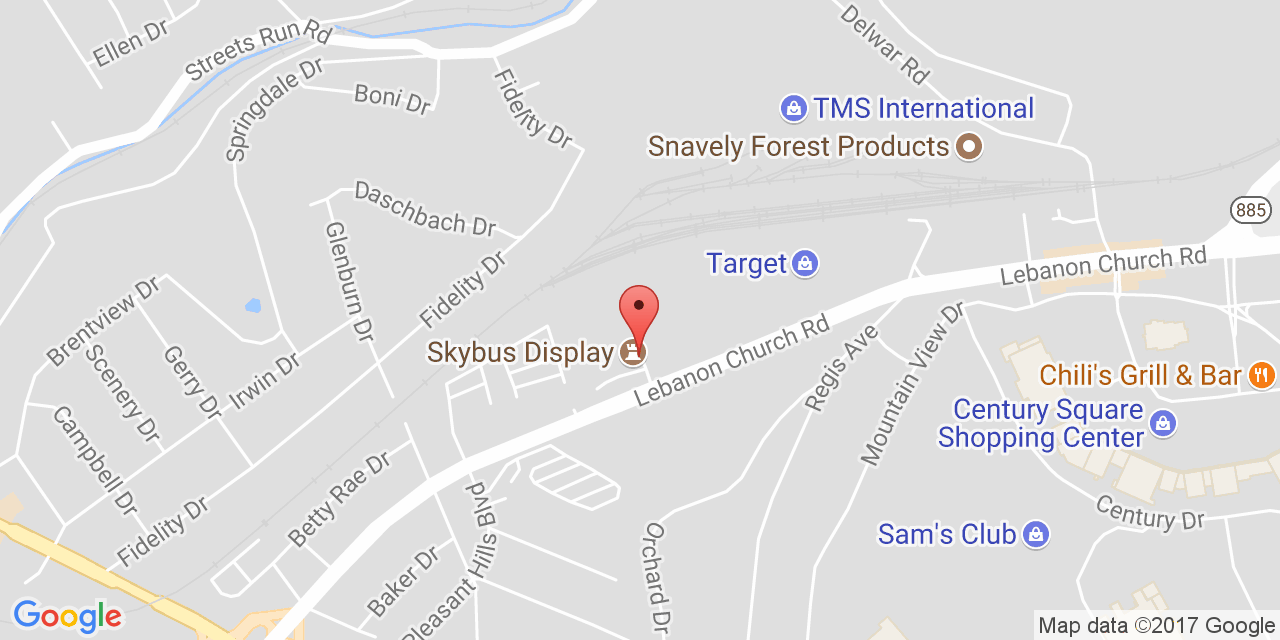 Ellen Dr
Streets Run Rd
Delwar Rd
Springdale Dr
Boni Dr
Fidelity Dr
TMS International
Snavely Forest Products
Daschbach Dr
885
Glenburn Dr
Fidelity Dr
Target
Lebanon Church Rd
Brentview Dr
Scenery Dr
Gerry Dr
Irwin Dr
Skybus Display
Lebanon Church Rd
Regis Ave
Mountain View Dr
Chili's Grill & Bar
Century Square
Shopping Center
Campbell Dr
Fidelity Dr
Betty Rae Dr
Baker Dr
Pleasant Hills Blvd
Orchard Dr
Sam's Club
Century Dr
Google
Map data ©2017 Google